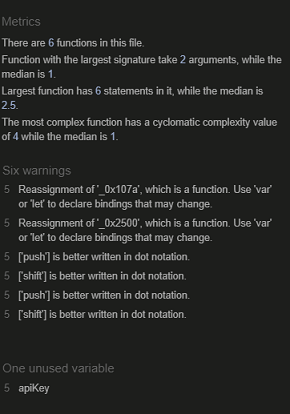 Metrics
There are 6 functions in this file.
Function with the largest signature take 2 arguments, while the
median is 1.
Largest function has 6 statements in it, while the median is
2.5.
The most complex function has a cyclomatic complexity value
of 4 while the median is 1.
Six warnings
5 Reassignment of '_0x107a', which is a function. Use 'var'
or 'let' to declare bindings that may change.
5 Reassignment of '_0x2500', which is a function. Use 'var'
or 'let' to declare bindings that may change.
5 ['push'] is better written in dot notation.
5 ['shift'] is better written in dot notation.
5 ['push'] is better written in dot notation.
5 ['shift'] is better written in dot notation.
One unused variable
5 apiKey